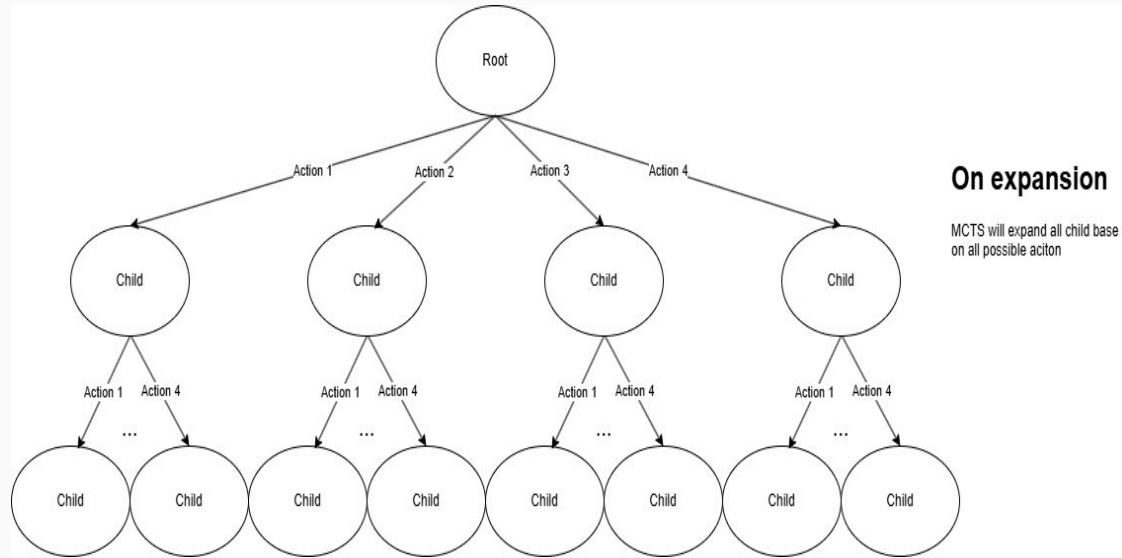 Root
Action 1
Action 2
Action 3
Action 4
On expansion
MCTS will expand all child base
on all possible aciton
Child
Child
Child
Child
Action 1
Action 4
Action 1
Action 4
Action 1
Action 4
Action 1
Action 4
...
...
...
...
Child
Child
Child
Child
Child
Child
Child
Child